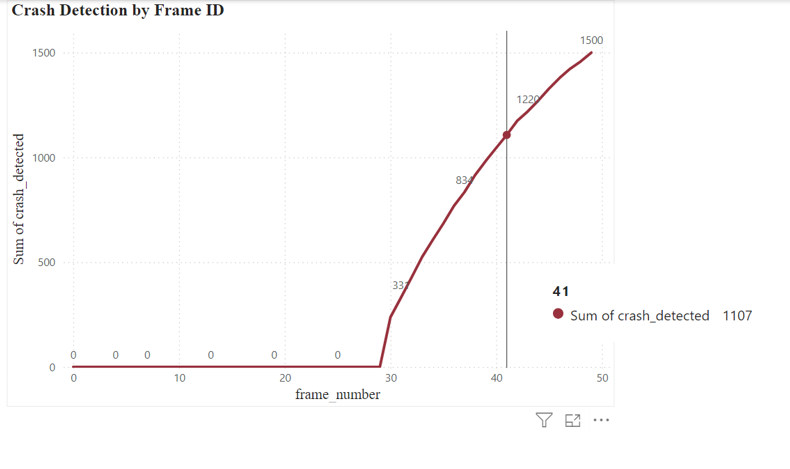 Crash Detection by Frame ID
1500
1500
1220
Sum of crash_detected
1000
834
500
331
41
Sum of crash_detected 1107
0 0 0 0 0 0
0
0 10 20 30 40 50
frame_number